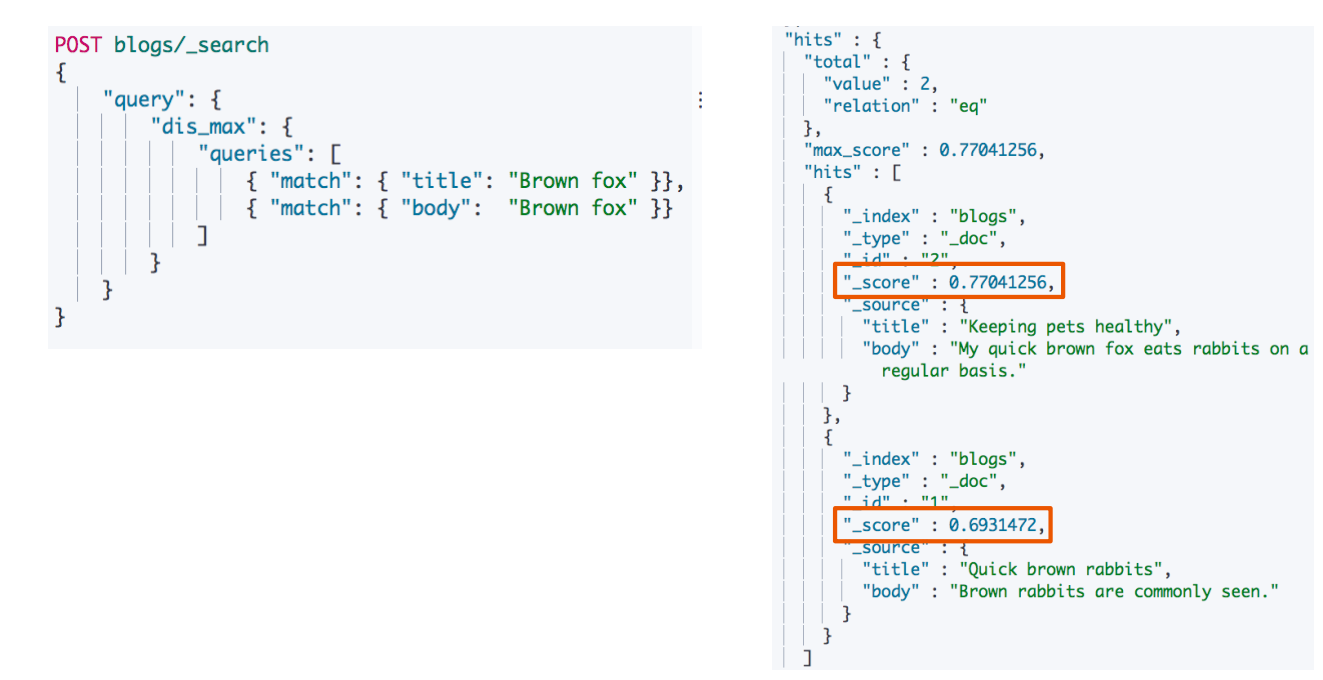 POST blogs/_search
{
    "query": {
        "dis_max": {
            "queries": [
                { "match": { "title": "Brown fox" }},
                { "match": { "body":  "Brown fox" }}
            ]
        }
    }
}
"hits" : {
  "total" : {
    "value" : 2,
    "relation" : "eq"
  },
  "max_score" : 0.77041256,
  "hits" : [
    {
      "_index" : "blogs",
      "_type" : "_doc",
      "_id" : "2",
      "_score" : 0.77041256,
      "_source" : {
        "title" : "Keeping pets healthy",
        "body" : "My quick brown fox eats rabbits on a
          regular basis."
      }
    },
    {
      "_index" : "blogs",
      "_type" : "_doc",
      "_id" : "1",
      "_score" : 0.6931472,
      "_source" : {
        "title" : "Quick brown rabbits",
        "body" : "Brown rabbits are commonly seen."
      }
    }
  ]